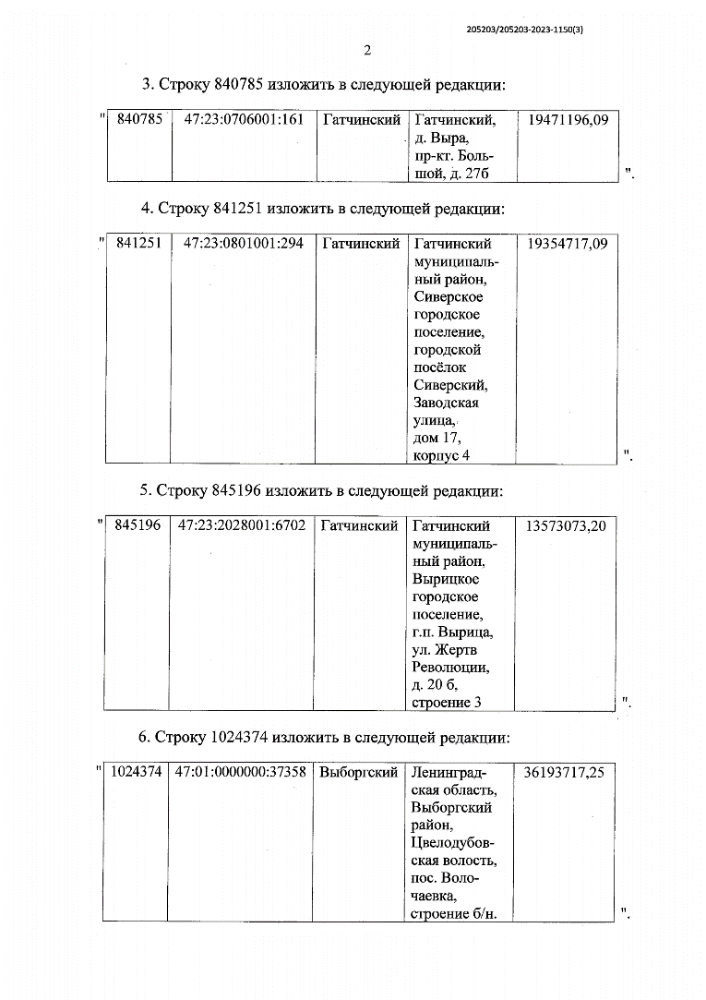 205203/205203-2023-1150(3)
2
3. Строку 840785 изложить в следующей редакции:
" 840785 47:23:0706001:161 Гатчинский Гатчинский, 19471196,09
д. Выра,
пр-кт. Боль-
шой, д. 27б ".
4. Строку 841251 изложить в следующей редакции:
" 841251 47:23:0801001:294 Гатчинский Гатчинский 19354717,09
муниципаль-
ный район,
Сиверское
городское
поселение,
городской
посёлок
Сиверский,
Заводская
улица,
дом 17,
корпус 4 ".
5. Строку 845196 изложить в следующей редакции:
" 845196 47:23:2028001:6702 Гатчинский Гатчинский 13573073,20
муниципаль-
ный район,
Вырицкое
городское
поселение,
г.п. Вырица,
ул. Жертв
Революции,
д. 20 б,
строение 3 ".
6. Строку 1024374 изложить в следующей редакции:
" 1024374 47:01:0000000:37358 Выборгский Ленинград- 36193717,25
ская область,
Выборгский
район,
Цвелодубов-
ская волость,
пос. Воло-
чаевка,
строение б/н. ".